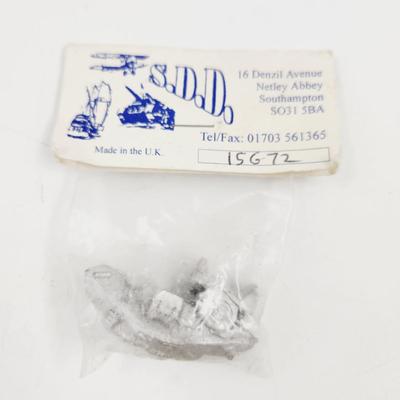 S.D.D.
16 Denzil Avenue
Netley Abbey
Southampton
SO31 5BA
Tel/Fax: 01703 561365
Made in the U.K.
15G72